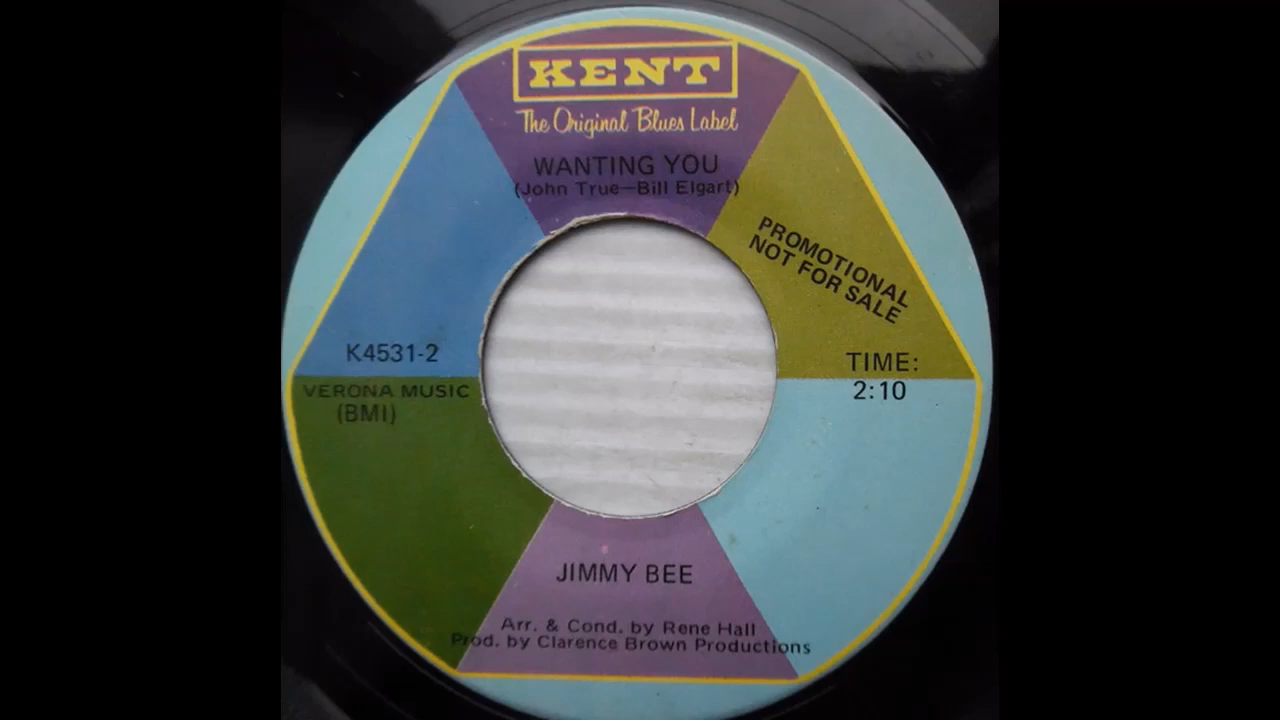 KENT
The Original Blues Label
WANTING YOU
(John True—Bill Elgart)
PROMOTIONAL
NOT FOR SALE
K4531-2
TIME:
2:10
VERONA MUSIC
(BMI)
JIMMY BEE
Arr. & Cond. by Rene Hall
Prod. by Clarence Brown Productions